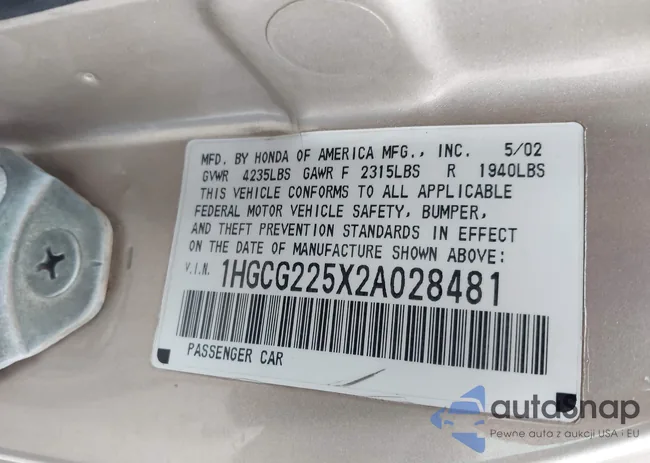 MFD. BY HONDA OF AMERICA MFG., INC. 5/02
GVWR 4235LBS GAWR F 2315LBS R 1940LBS
THIS VEHICLE CONFORMS TO ALL APPLICABLE
FEDERAL MOTOR VEHICLE SAFETY, BUMPER,
AND THEFT PREVENTION STANDARDS IN EFFECT
ON THE DATE OF MANUFACTURE SHOWN ABOVE:
V.I.N. 1HGCG225X2A028481
PASSENGER CAR
autosnap
Pewne auta z aukcji USA i EU